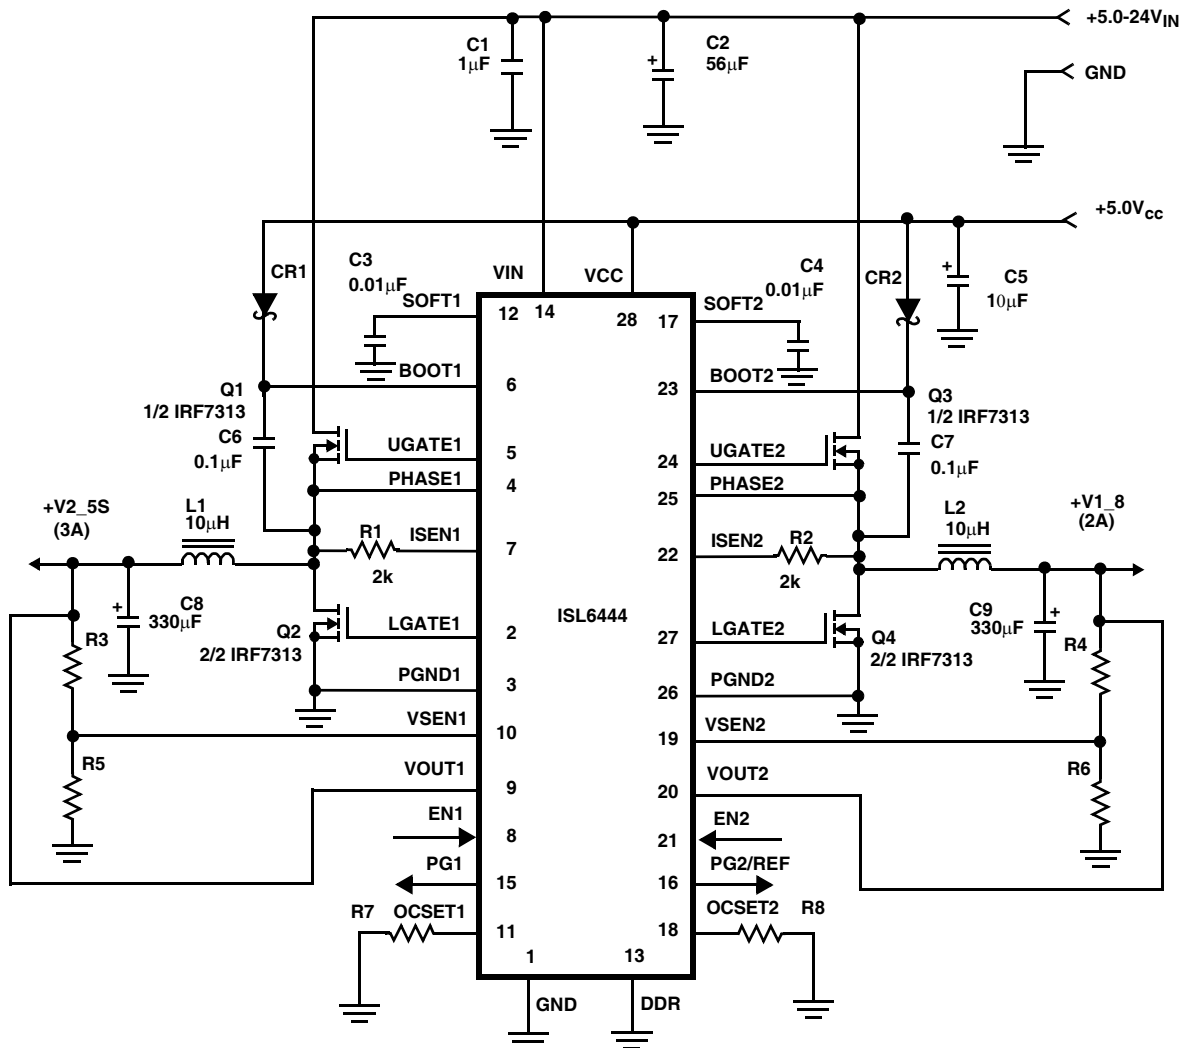 +5.0-24VIN
C1
1μF
C2
56μF
GND
+5.0Vcc
C3
0.01μF
VIN
VCC
C4
0.01μF
CR1
CR2
C5
10μF
SOFT1
12
14
28
17
SOFT2
BOOT1
6
23
BOOT2
Q1
1/2 IRF7313
C6
0.1μF
Q3
1/2 IRF7313
C7
0.1μF
UGATE1
5
24
UGATE2
PHASE1
4
25
PHASE2
+V2_5S
(3A)
L1
10μH
R1
2k
ISEN1
7
22
ISEN2
R2
2k
L2
10μH
+V1_8
(2A)
ISL6444
C8
330μF
R3
Q2
2/2 IRF7313
LGATE1
2
27
LGATE2
Q4
2/2 IRF7313
C9
330μF
R4
PGND1
3
26
PGND2
VSEN1
10
19
VSEN2
R5
R6
VOUT1
9
20
VOUT2
EN1
8
21
EN2
PG1
15
16
PG2/REF
R7
OCSET1
11
18
OCSET2
R8
1
13
GND
DDR